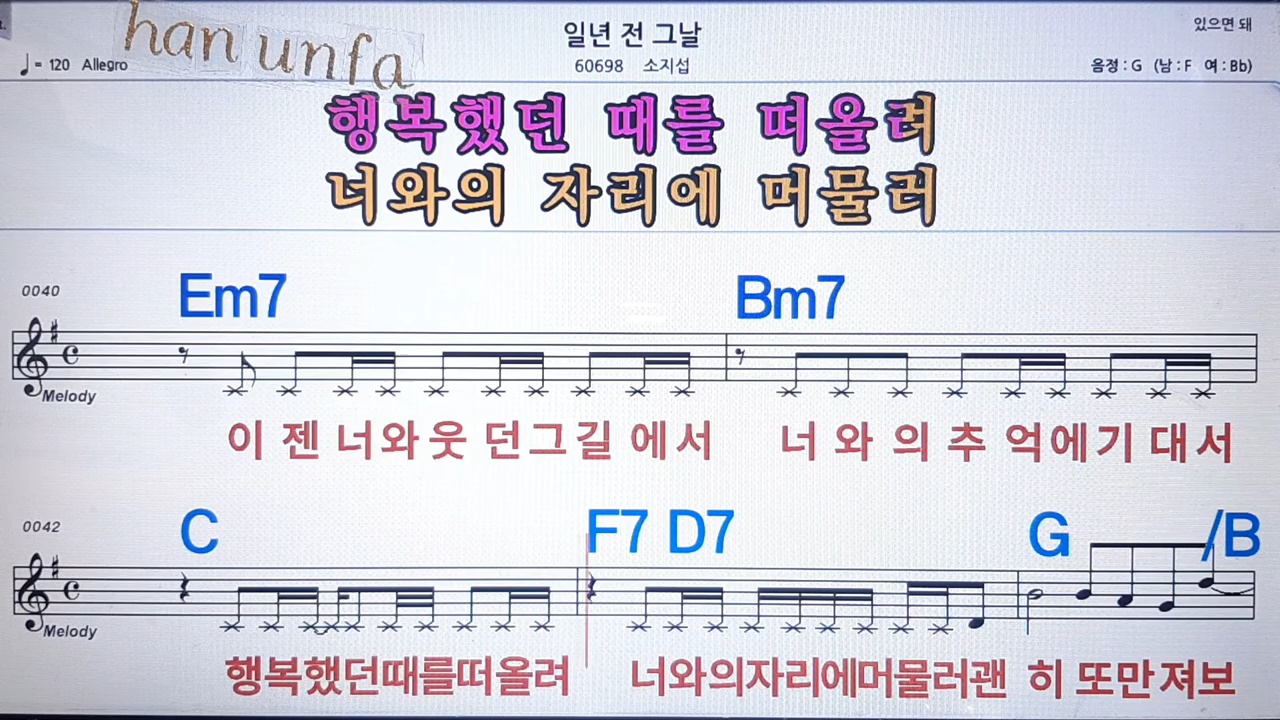 han unfa
일년 전 그날
있으면 돼
♩= 120 Allegro
60698 소지섭
음정 : G (남 : F 여 : Bb)
행복했던 때를 떠올려
너와의 자리에 머물러
0040
Em7 Bm7
Melody
이 젠 너와웃 던그길 에서 너 와 의 추 억에기 대서
0042
C F7 D7 G /B
Melody
행복했던때를떠올려 너와의자리에머물러괜 히 또만져보